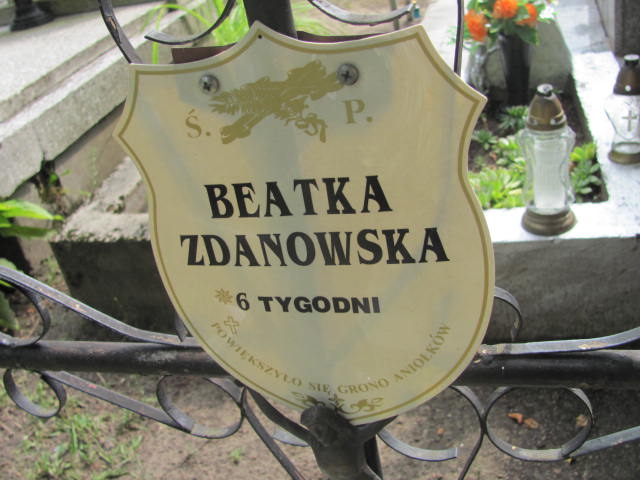 Ś. P.
BEATKA
ZDANOWSKA
6 TYGODNI
POWIĘKSZYŁO SIĘ GRONO ANIOŁKÓW